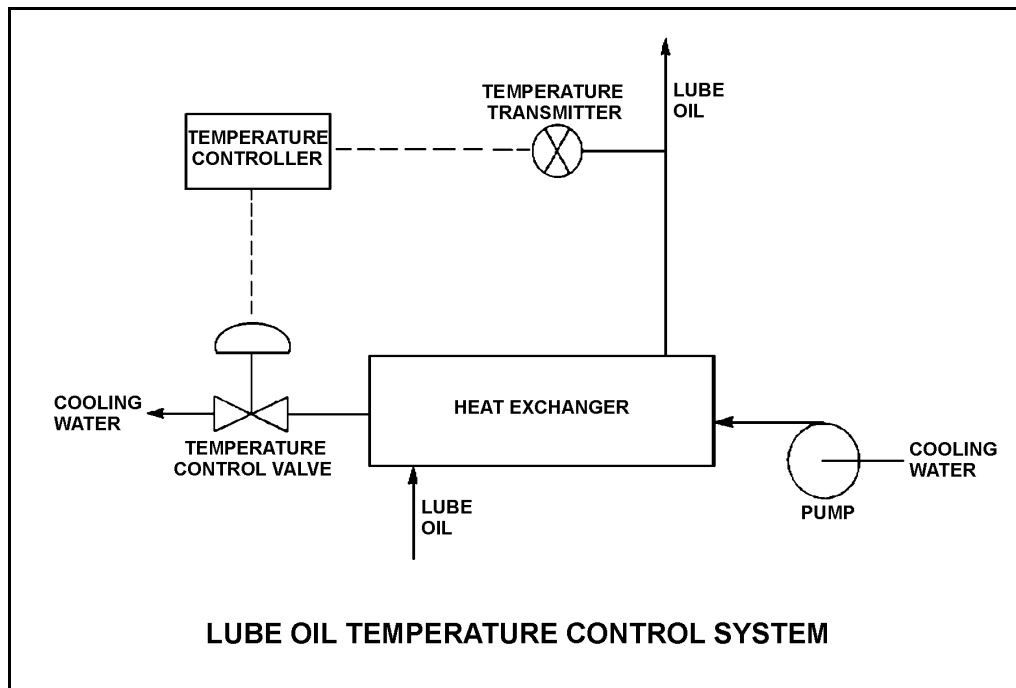 TEMPERATURE
TRANSMITTER
LUBE
OIL
TEMPERATURE
CONTROLLER
COOLING
WATER
TEMPERATURE
CONTROL VALVE
HEAT EXCHANGER
COOLING
WATER
PUMP
LUBE
OIL
LUBE OIL TEMPERATURE CONTROL SYSTEM